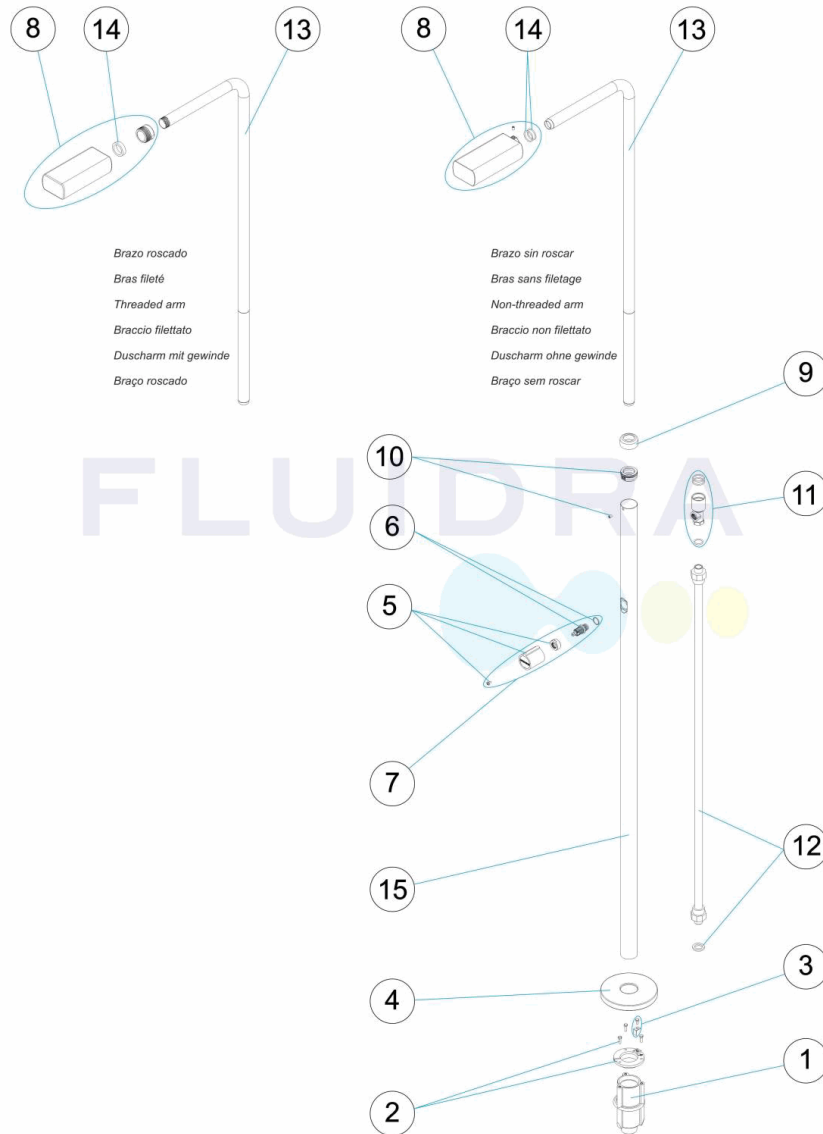 8 14 13
8 14 13
Brazo roscado
Bras fileté
Threaded arm
Braccio filettato
Duscharm mit gewinde
Braço roscado
Brazo sin roscar
Bras sans filetage
Non-threaded arm
Braccio non filettato
Duscharm ohne gewinde
Braço sem roscar
9
10
11
FLUIDRA
6
5
7
12
15
3
4
1
2